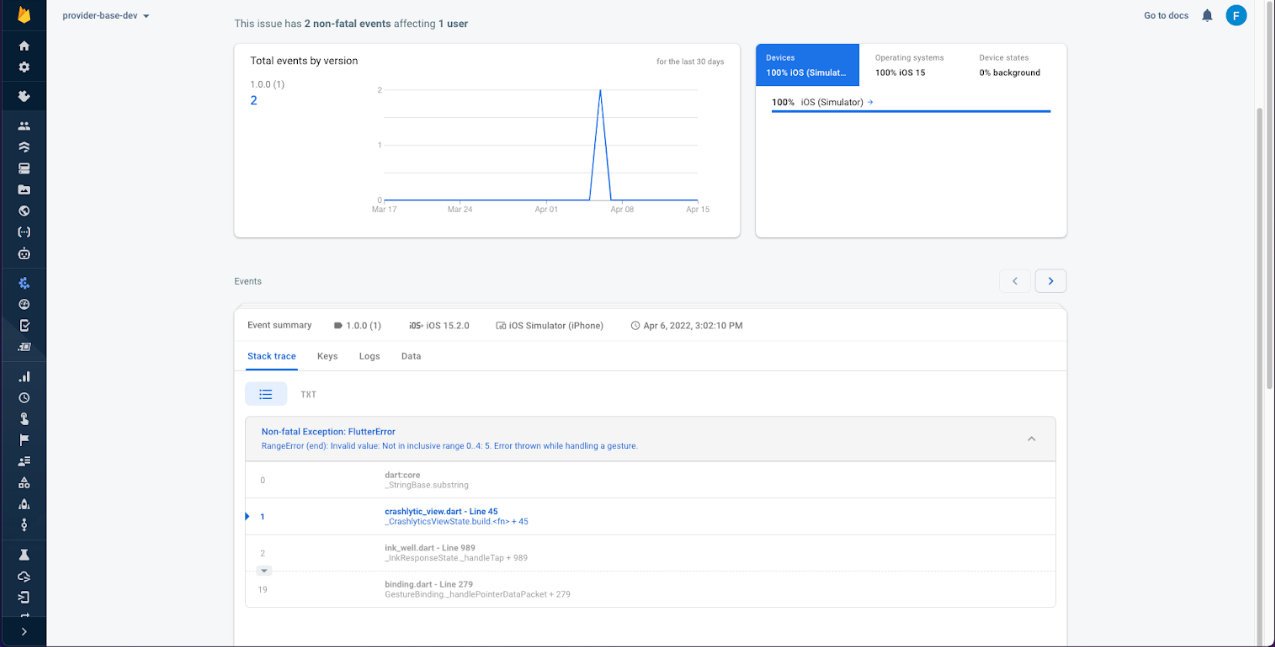 provider-base-dev
Go to docs
F
This issue has 2 non-fatal events affecting 1 user
Total events by version
for the last 30 days
1.0.0 (1)
2
2
1
0
Mar 17
Mar 24
Apr 01
Apr 08
Apr 15
Devices
100% iOS (Simulat...
Operating systems
100% iOS 15
Device states
0% background
100% iOS (Simulator)
Events
Event summary
1.0.0 (1)
iOS iOS 15.2.0
iOS Simulator (iPhone)
Apr 6, 2022, 3:02:10 PM
Stack trace
Keys
Logs
Data
TXT
Non-fatal Exception: FlutterError
RangeError (end): Invalid value: Not in inclusive range 0..4: 5. Error thrown while handling a gesture.
0
dart:core
_StringBase.substring
1
crashlytic_view.dart - Line 45
_CrashlyticsViewState.build.<fn> + 45
2
ink_well.dart - Line 989
_InkResponseState._handleTap + 989
19
binding.dart - Line 279
GestureBinding._handlePointerDataPacket + 279